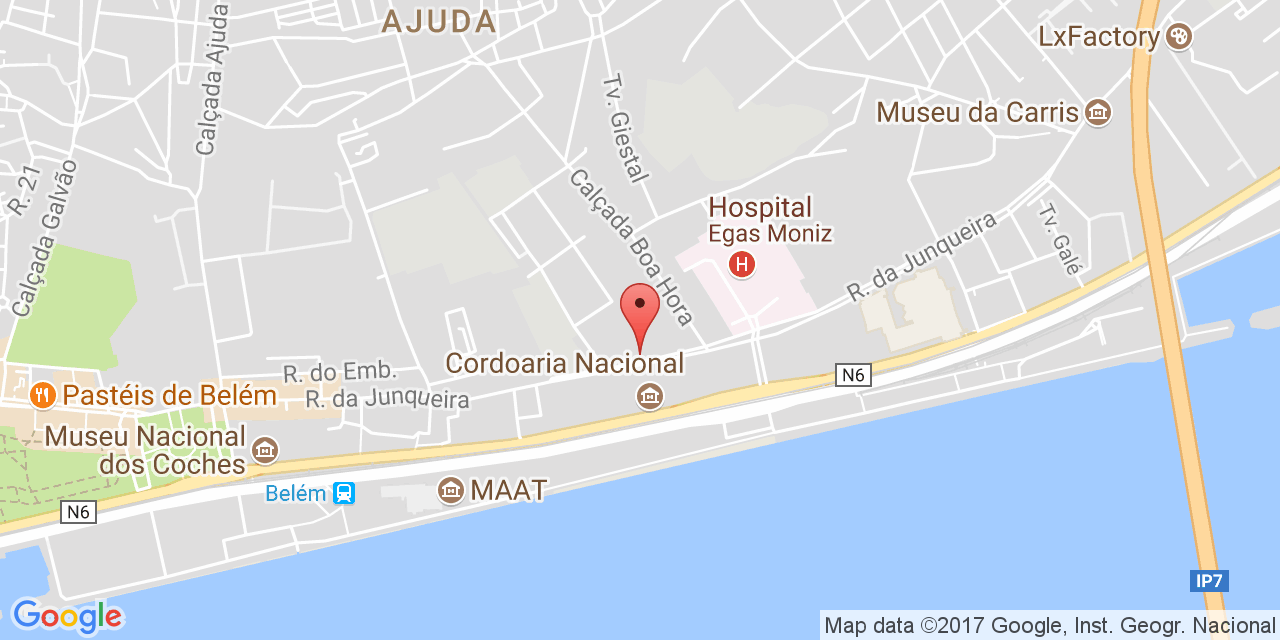 AJUDA
Calçada Ajuda
LxFactory
Museu da Carris
Tv. Giestal
R. 21
Calçada Galvão
Calçada Boa Hora
Hospital
Egas Moniz
H
R. da Junqueira
Tv. Galé
Cordoaria Nacional
R. do Emb.
R. da Junqueira
N6
Pastéis de Belém
Museu Nacional
dos Coches
Belém
MAAT
N6
IP7
Google
Map data ©2017 Google, Inst. Geogr. Nacional